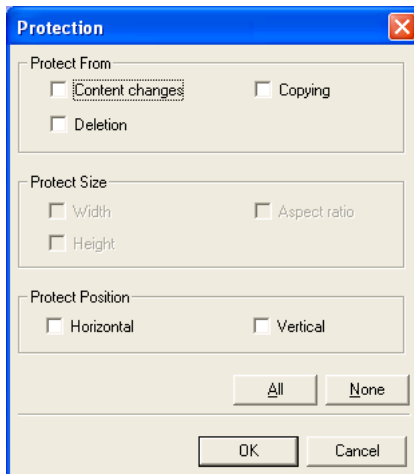 Protection
Protect From
Content changes Copying
Deletion
Protect Size
Width Aspect ratio
Height
Protect Position
Horizontal Vertical
All None
OK Cancel